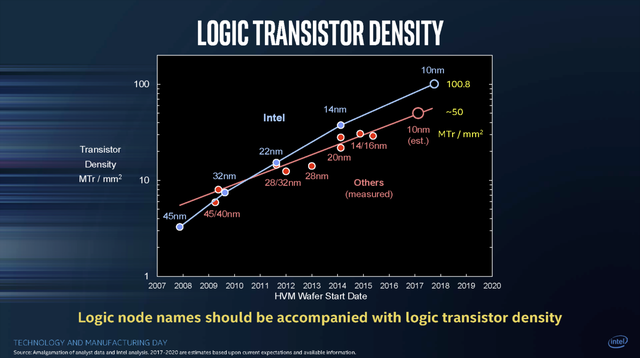 LOGIC TRANSISTOR DENSITY
10nm
100
100.8
14nm
~50
Intel
10nm
(est.)
MTr / mm²
Transistor
Density
MTr / mm²
22nm
14/16nm
20nm
32nm
28/32nm
28nm
Others
(measured)
10
45nm
45/40nm
1
2007 2008 2009 2010 2011 2012 2013 2014 2015 2016 2017 2018 2019 2020
HVM Wafer Start Date
Logic node names should be accompanied with logic transistor density
TECHNOLOGY AND MANUFACTURING DAY
Source: Amalgamation of analyst data and Intel analysis. 2017-2020 are estimates based upon current expectations and available information.
intel